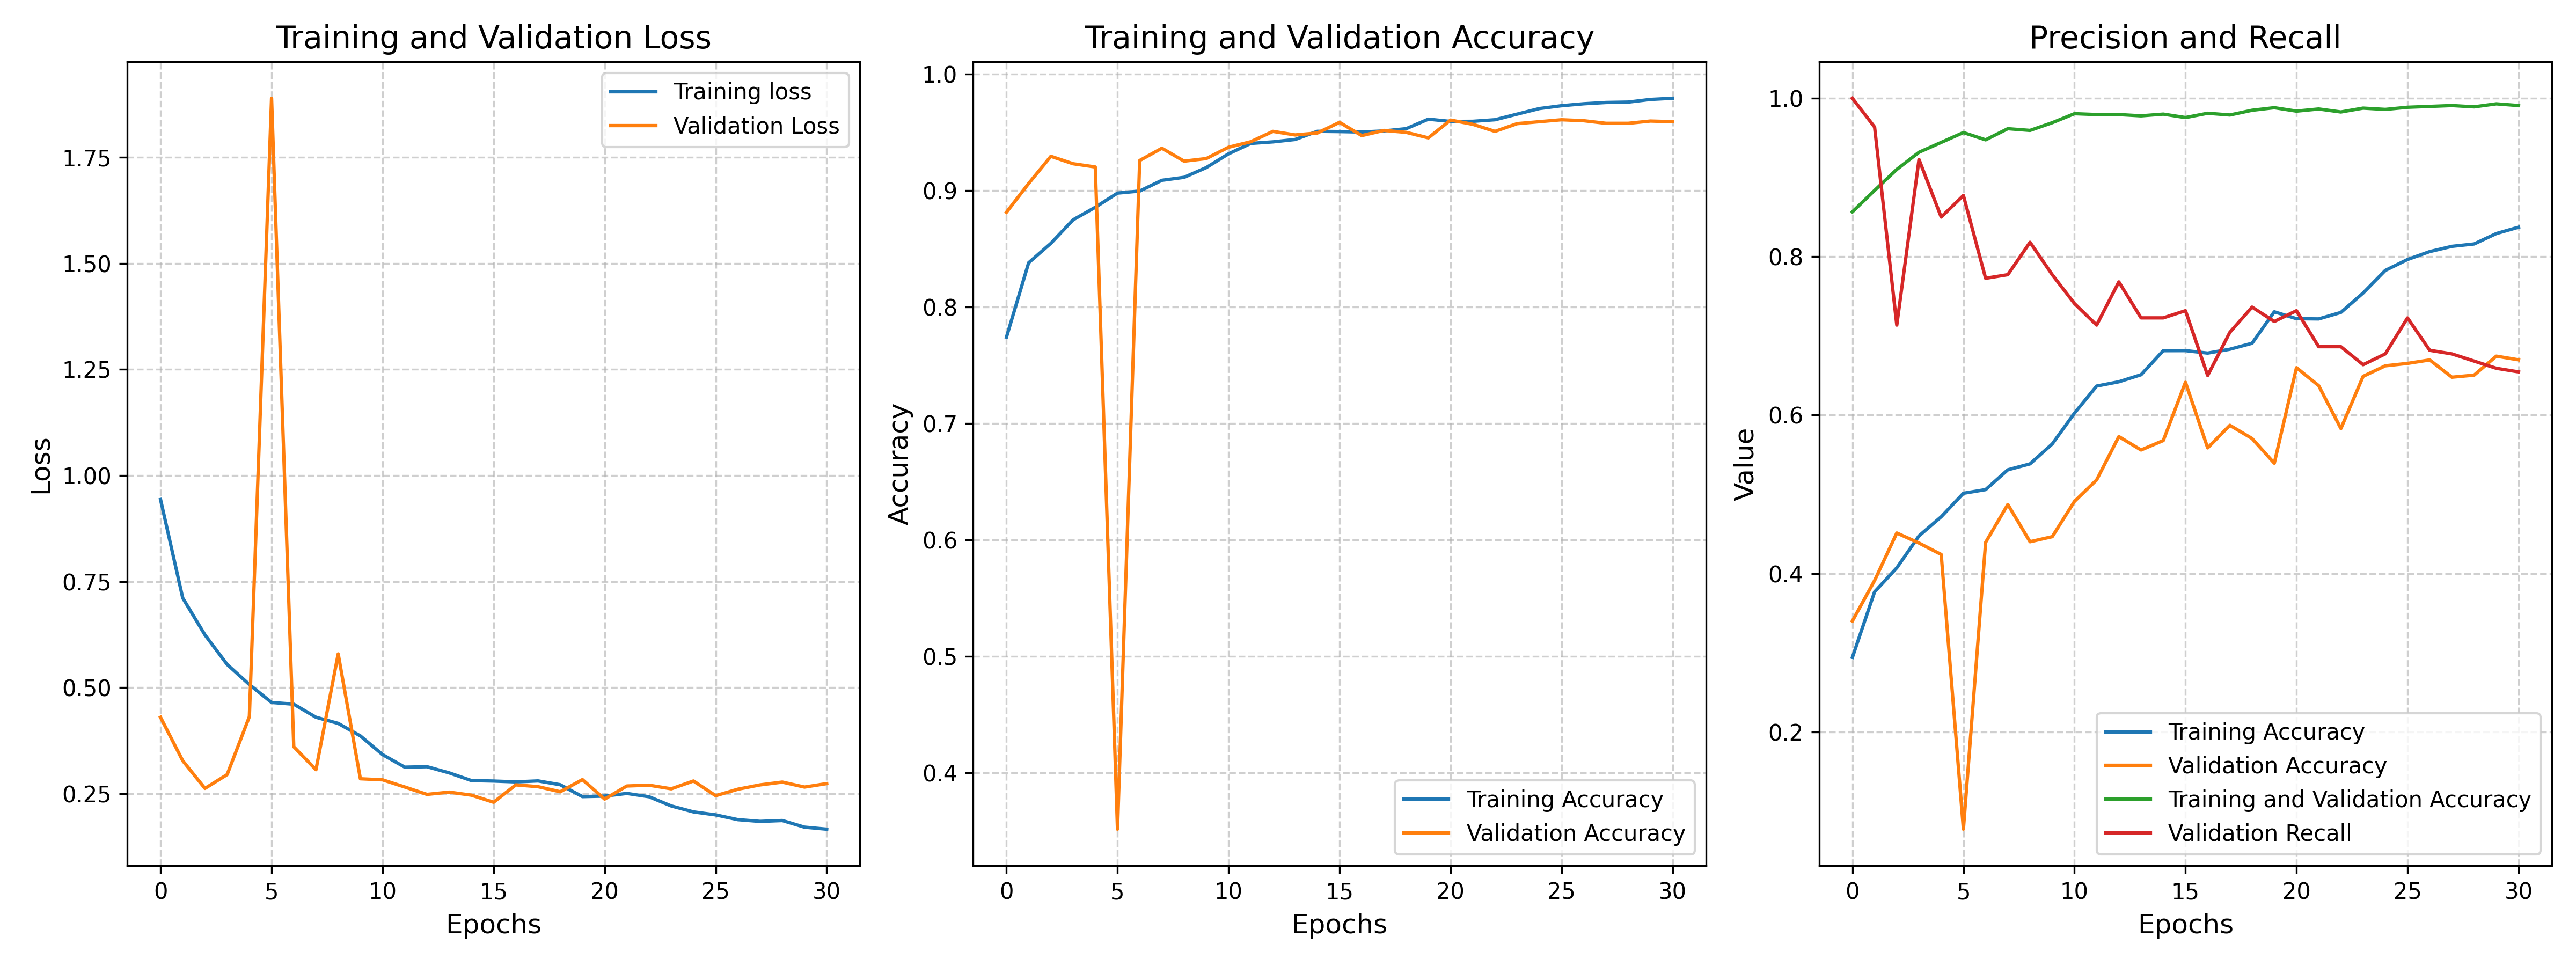 Training and Validation Loss
Training loss
Validation Loss
1.75
1.50
1.25
1.00
0.75
0.50
0.25
Loss
0 5 10 15 20 25 30
Epochs
Training and Validation Accuracy
1.0
0.9
0.8
0.7
0.6
0.5
0.4
Accuracy
Training Accuracy
Validation Accuracy
0 5 10 15 20 25 30
Epochs
Precision and Recall
1.0
0.8
0.6
0.4
0.2
Value
Training Accuracy
Validation Accuracy
Training and Validation Accuracy
Validation Recall
0 5 10 15 20 25 30
Epochs